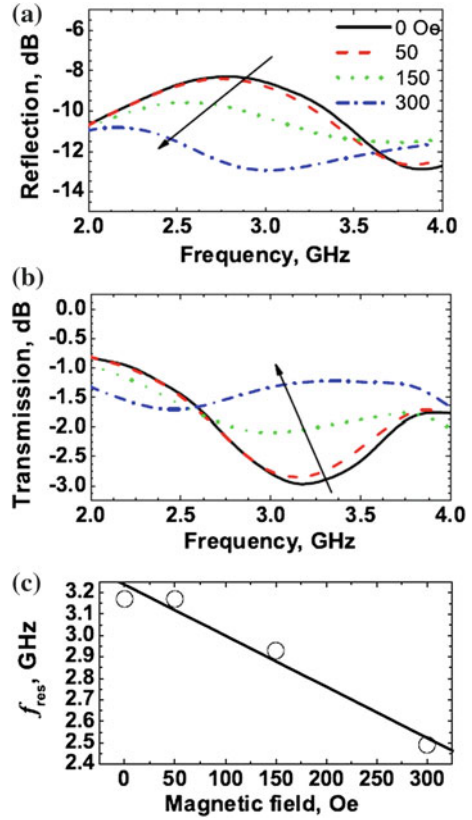 (a)
-6
-8
-10
-12
-14
Reflection, dB
0 Oe
50
150
300
2.0 2.5 3.0 3.5 4.0
Frequency, GHz
(b)
0.0
-0.5
-1.0
-1.5
-2.0
-2.5
-3.0
Transmission, dB
2.0 2.5 3.0 3.5 4.0
Frequency, GHz
(c)
3.2
3.1
3.0
2.9
2.8
2.7
2.6
2.5
2.4
fres, GHz
0 50 100 150 200 250 300
Magnetic field, Oe